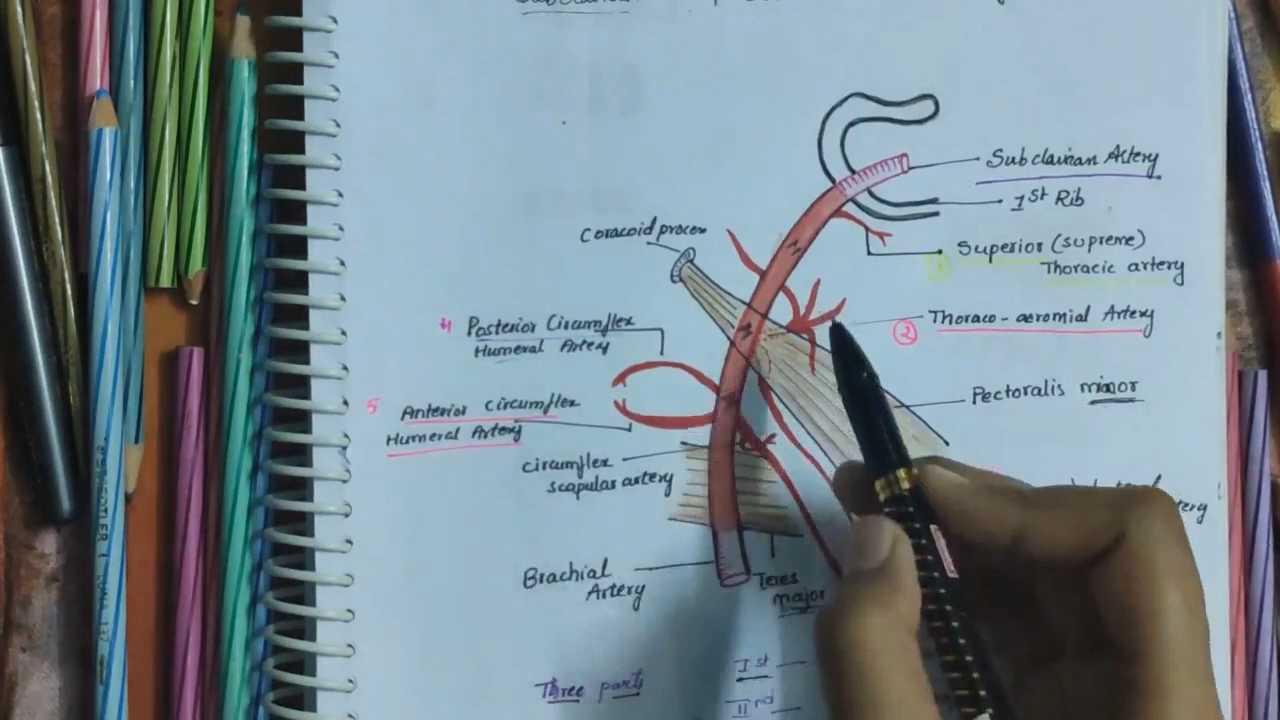 Subclavian Artery
1st Rib
Coracoid process
Superior (supreme)
Thoracic artery
1
Thoraco-acromial Artery
2
4 Posterior Circumflex
Humeral Artery
Pectoralis minor
5 Anterior Circumflex
Humeral Artery
circumflex
scapular artery
Brachial
Artery
Teres
major
Three parts
Ist
IInd